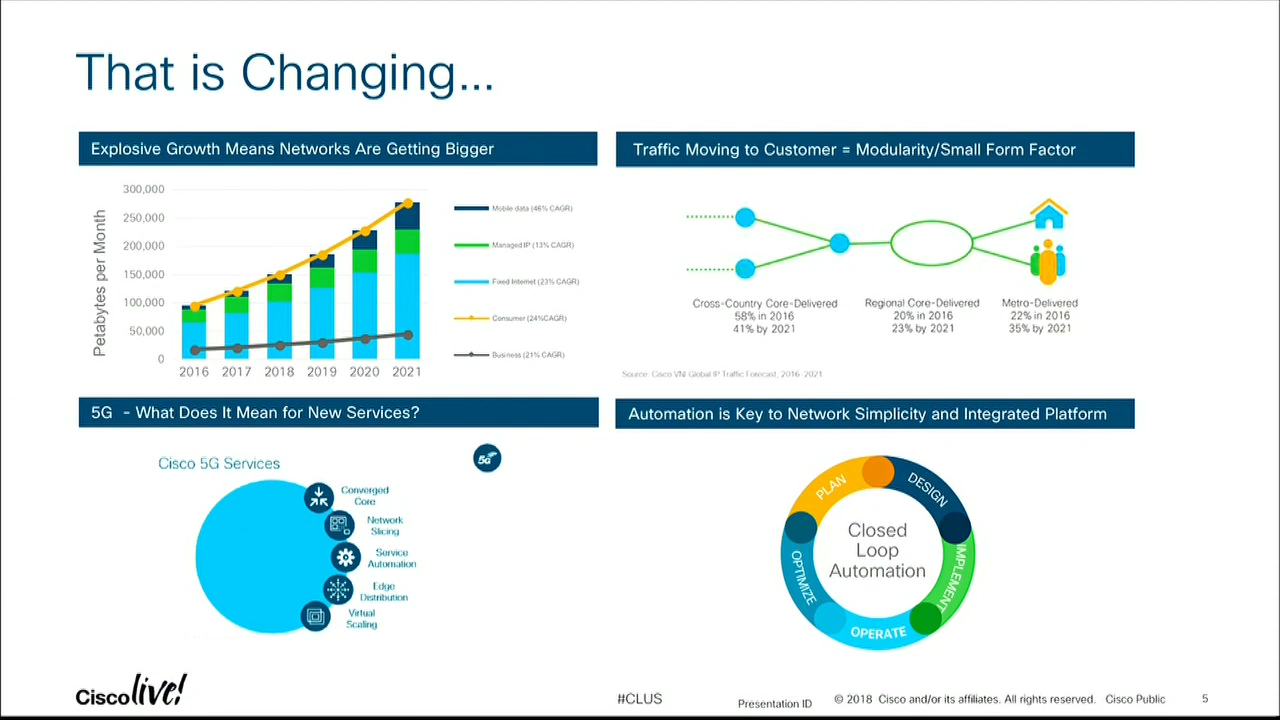 That is Changing...
Explosive Growth Means Networks Are Getting Bigger
Petabytes per Month
300,000
250,000
200,000
150,000
100,000
50,000
0
2016 2017 2018 2019 2020 2021
Mobile data (46% CAGR)
Managed IP (13% CAGR)
Fixed Internet (23% CAGR)
Consumer (24%CAGR)
Business (21% CAGR)
Traffic Moving to Customer = Modularity/Small Form Factor
Cross-Country Core-Delivered
58% in 2016
41% by 2021
Regional Core-Delivered
20% in 2016
23% by 2021
Metro-Delivered
22% in 2016
35% by 2021
Source: Cisco VNI Global IP Traffic Forecast, 2016-2021
5G - What Does It Mean for New Services?
Cisco 5G Services
5G
Converged
Core
Network
Slicing
Service
Automation
Edge
Distribution
Virtual
Scaling
Automation is Key to Network Simplicity and Integrated Platform
PLAN
DESIGN
IMPLEMENT
OPERATE
OPTIMIZE
Closed
Loop
Automation
Cisco live!
#CLUS
Presentation ID
© 2018 Cisco and/or its affiliates. All rights reserved. Cisco Public
5